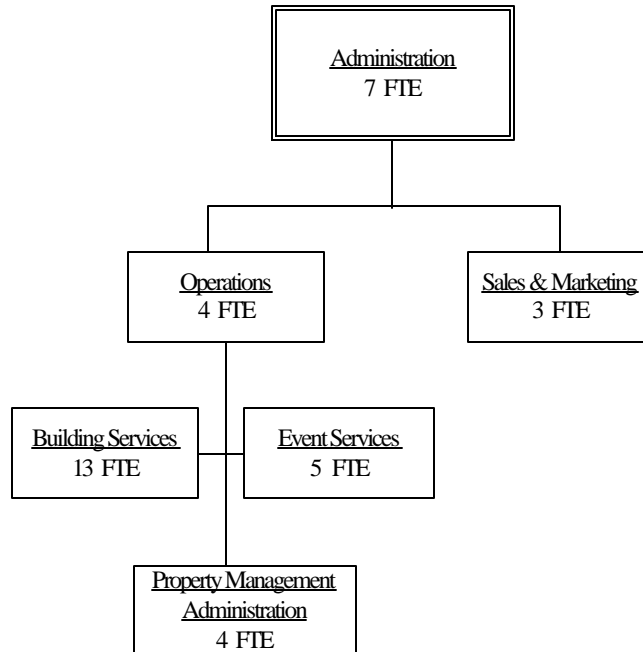 Administration
7 FTE
Operations
4 FTE
Sales & Marketing
3 FTE
Building Services
13 FTE
Event Services
5 FTE
Property Management
Administration
4 FTE